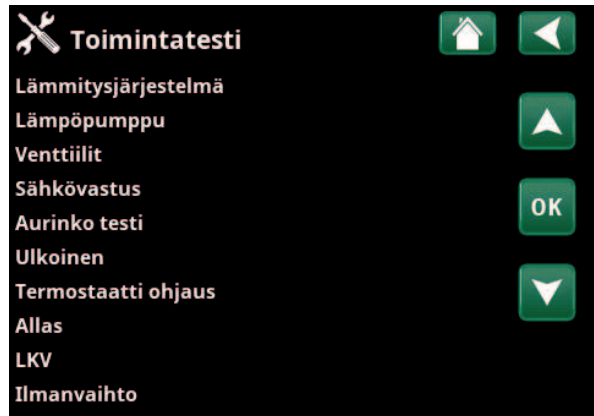 Toimintatesti
Lämmitysjärjestelmä
Lämpöpumppu
Venttiilit
Sähkövastus
OK
Aurinko testi
Ulkoinen
Termostaatti ohjaus
Allas
LKV
Ilmanvaihto